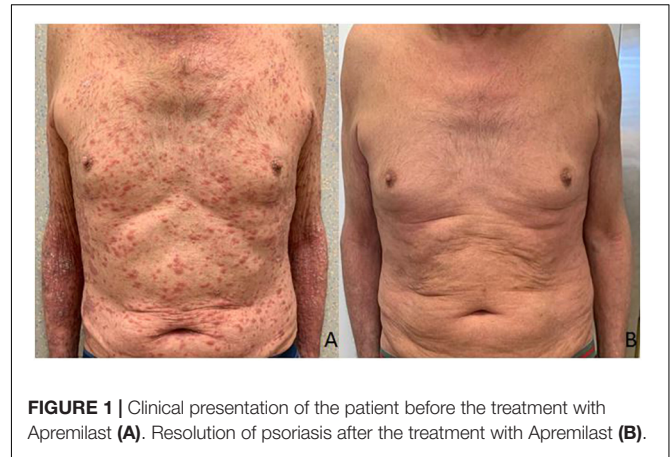 A
B
FIGURE 1 | Clinical presentation of the patient before the treatment with
Apremilast (A). Resolution of psoriasis after the treatment with Apremilast (B).